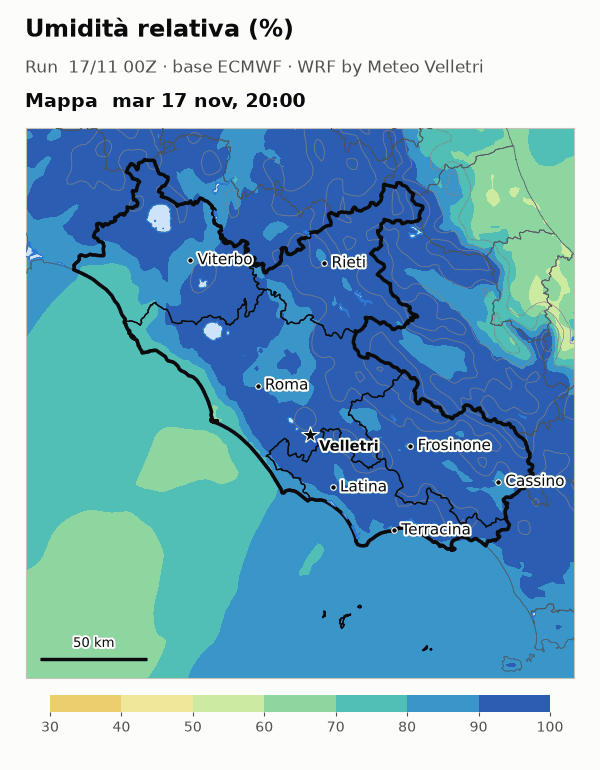 Umidità relativa (%)
Run  17/11 00Z · base ECMWF · WRF by Meteo Velletri
Mappa  mar 17 nov, 20:00
Viterbo
Rieti
Roma
Velletri
Frosinone
Latina
Cassino
Terracina
50 km
30 40 50 60 70 80 90 100